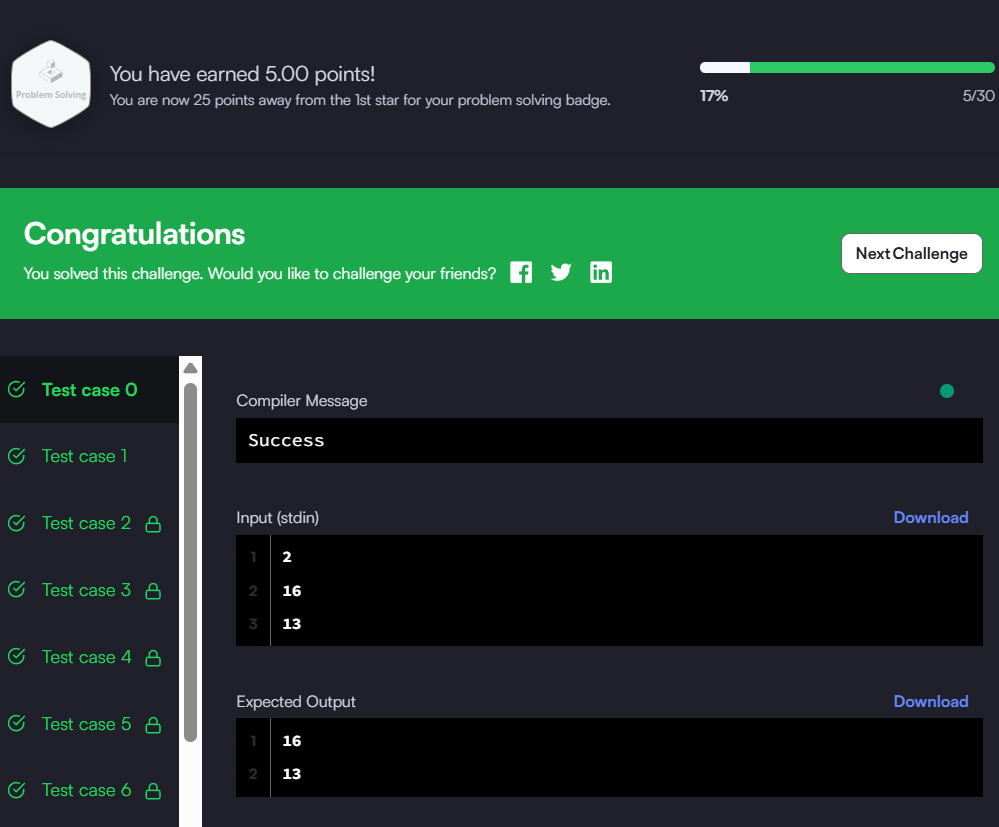 Problem Solving
You have earned 5.00 points!
You are now 25 points away from the 1st star for your problem solving badge.
17%
5/30
Congratulations
You solved this challenge. Would you like to challenge your friends?
Next Challenge
Test case 0
Test case 1
Test case 2
Test case 3
Test case 4
Test case 5
Test case 6
Compiler Message
Success
Input (stdin)
Download
1 2
2 16
3 13
Expected Output
Download
1 16
2 13